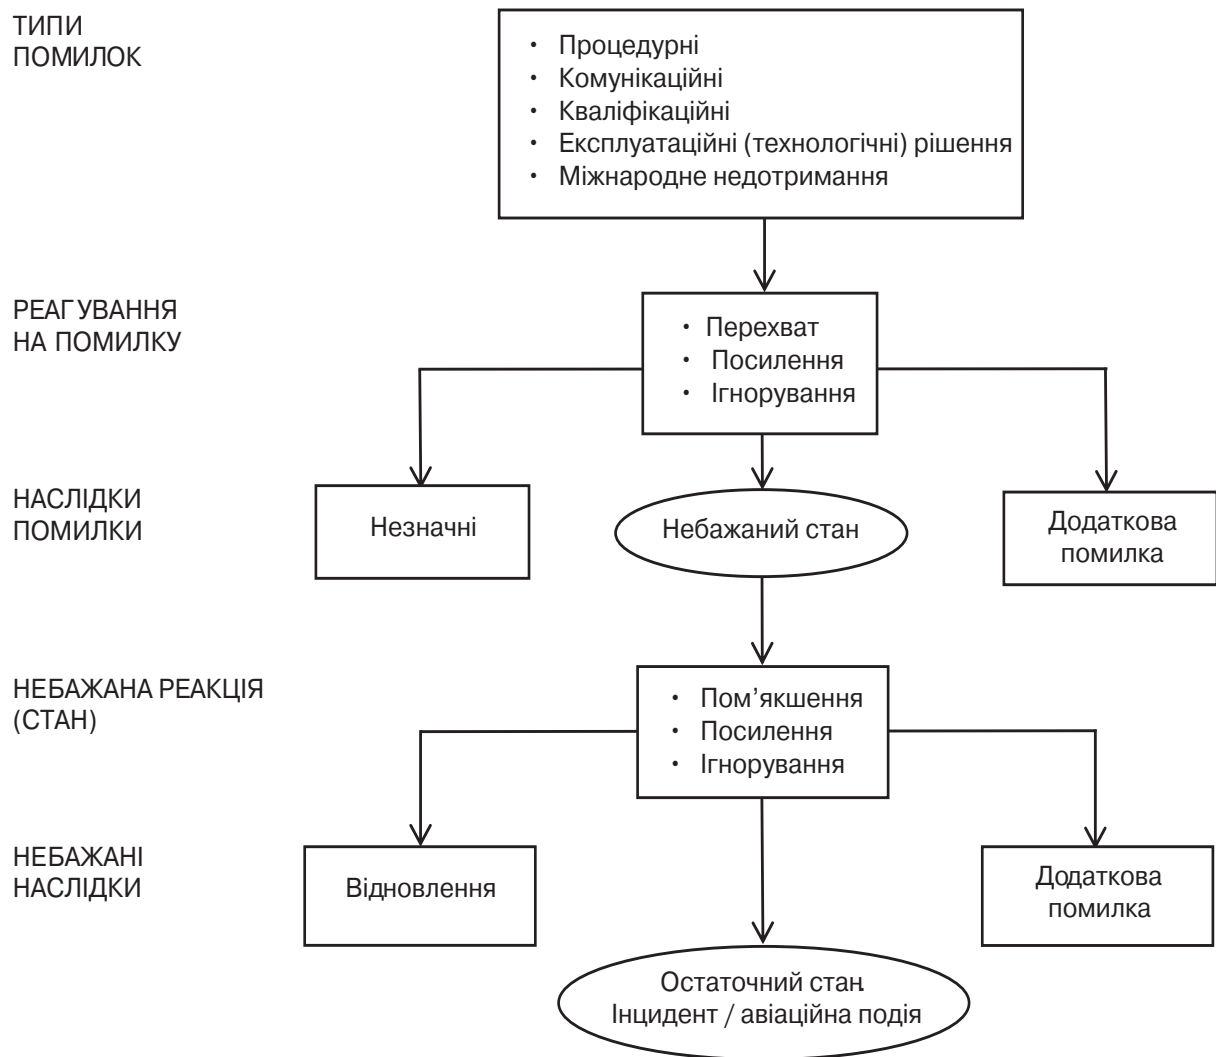 ТИПИ
ПОМИЛОК
• Процедурні
• Комунікаційні
• Кваліфікаційні
• Експлуатаційні (технологічні) рішення
• Міжнародне недотримання
РЕАГУВАННЯ
НА ПОМИЛКУ
• Перехват
• Посилення
• Ігнорування
НАСЛІДКИ
ПОМИЛКИ
Незначні
Небажаний стан
Додаткова
помилка
НЕБАЖАНА РЕАКЦІЯ
(СТАН)
• Пом’якшення
• Посилення
• Ігнорування
НЕБАЖАНІ
НАСЛІДКИ
Відновлення
Додаткова
помилка
Остаточний стан.
Інцидент / авіаційна подія